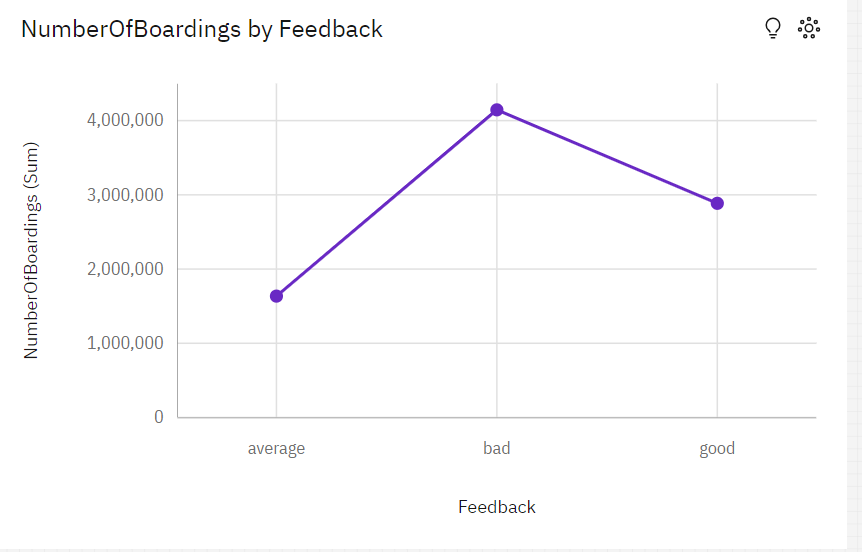 NumberOfBoardings by Feedback
NumberOfBoardings (Sum)
4,000,000
3,000,000
2,000,000
1,000,000
0
average bad good
Feedback